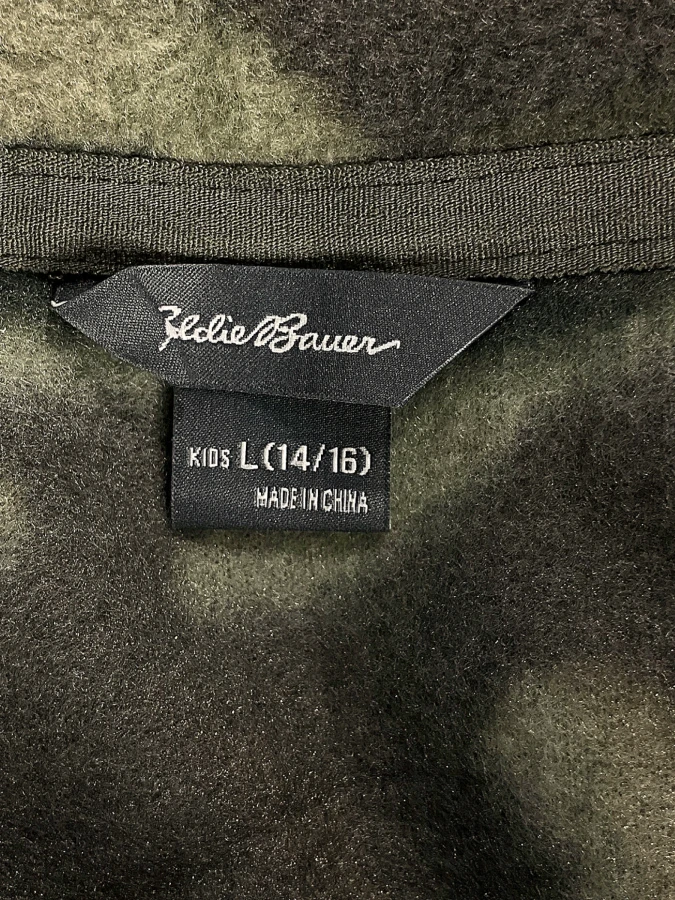 Eddie Bauer
KIDS L (14/16)
MADE IN CHINA